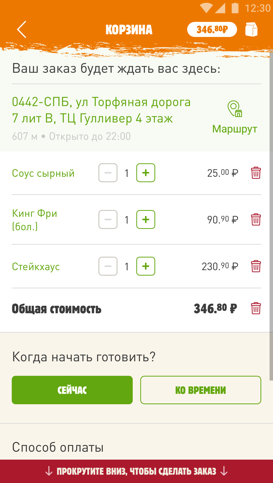 12:30
КОРЗИНА
346.80₽
Ваш заказ будет ждать вас здесь:
0442-СПБ, ул Торфяная дорога
7 лит В, ТЦ Гулливер 4 этаж
607 м • Открыто до 22:00
Маршрут
Соус сырный − 1 + 25.00 ₽
Кинг Фри
(бол.) − 1 + 90.90 ₽
Стейкхаус − 1 + 230.90 ₽
Общая стоимость 346.80 ₽
Когда начать готовить?
СЕЙЧАС КО ВРЕМЕНИ
Способ оплаты
↓ ПРОКРУТИТЕ ВНИЗ, ЧТОБЫ СДЕЛАТЬ ЗАКАЗ ↓